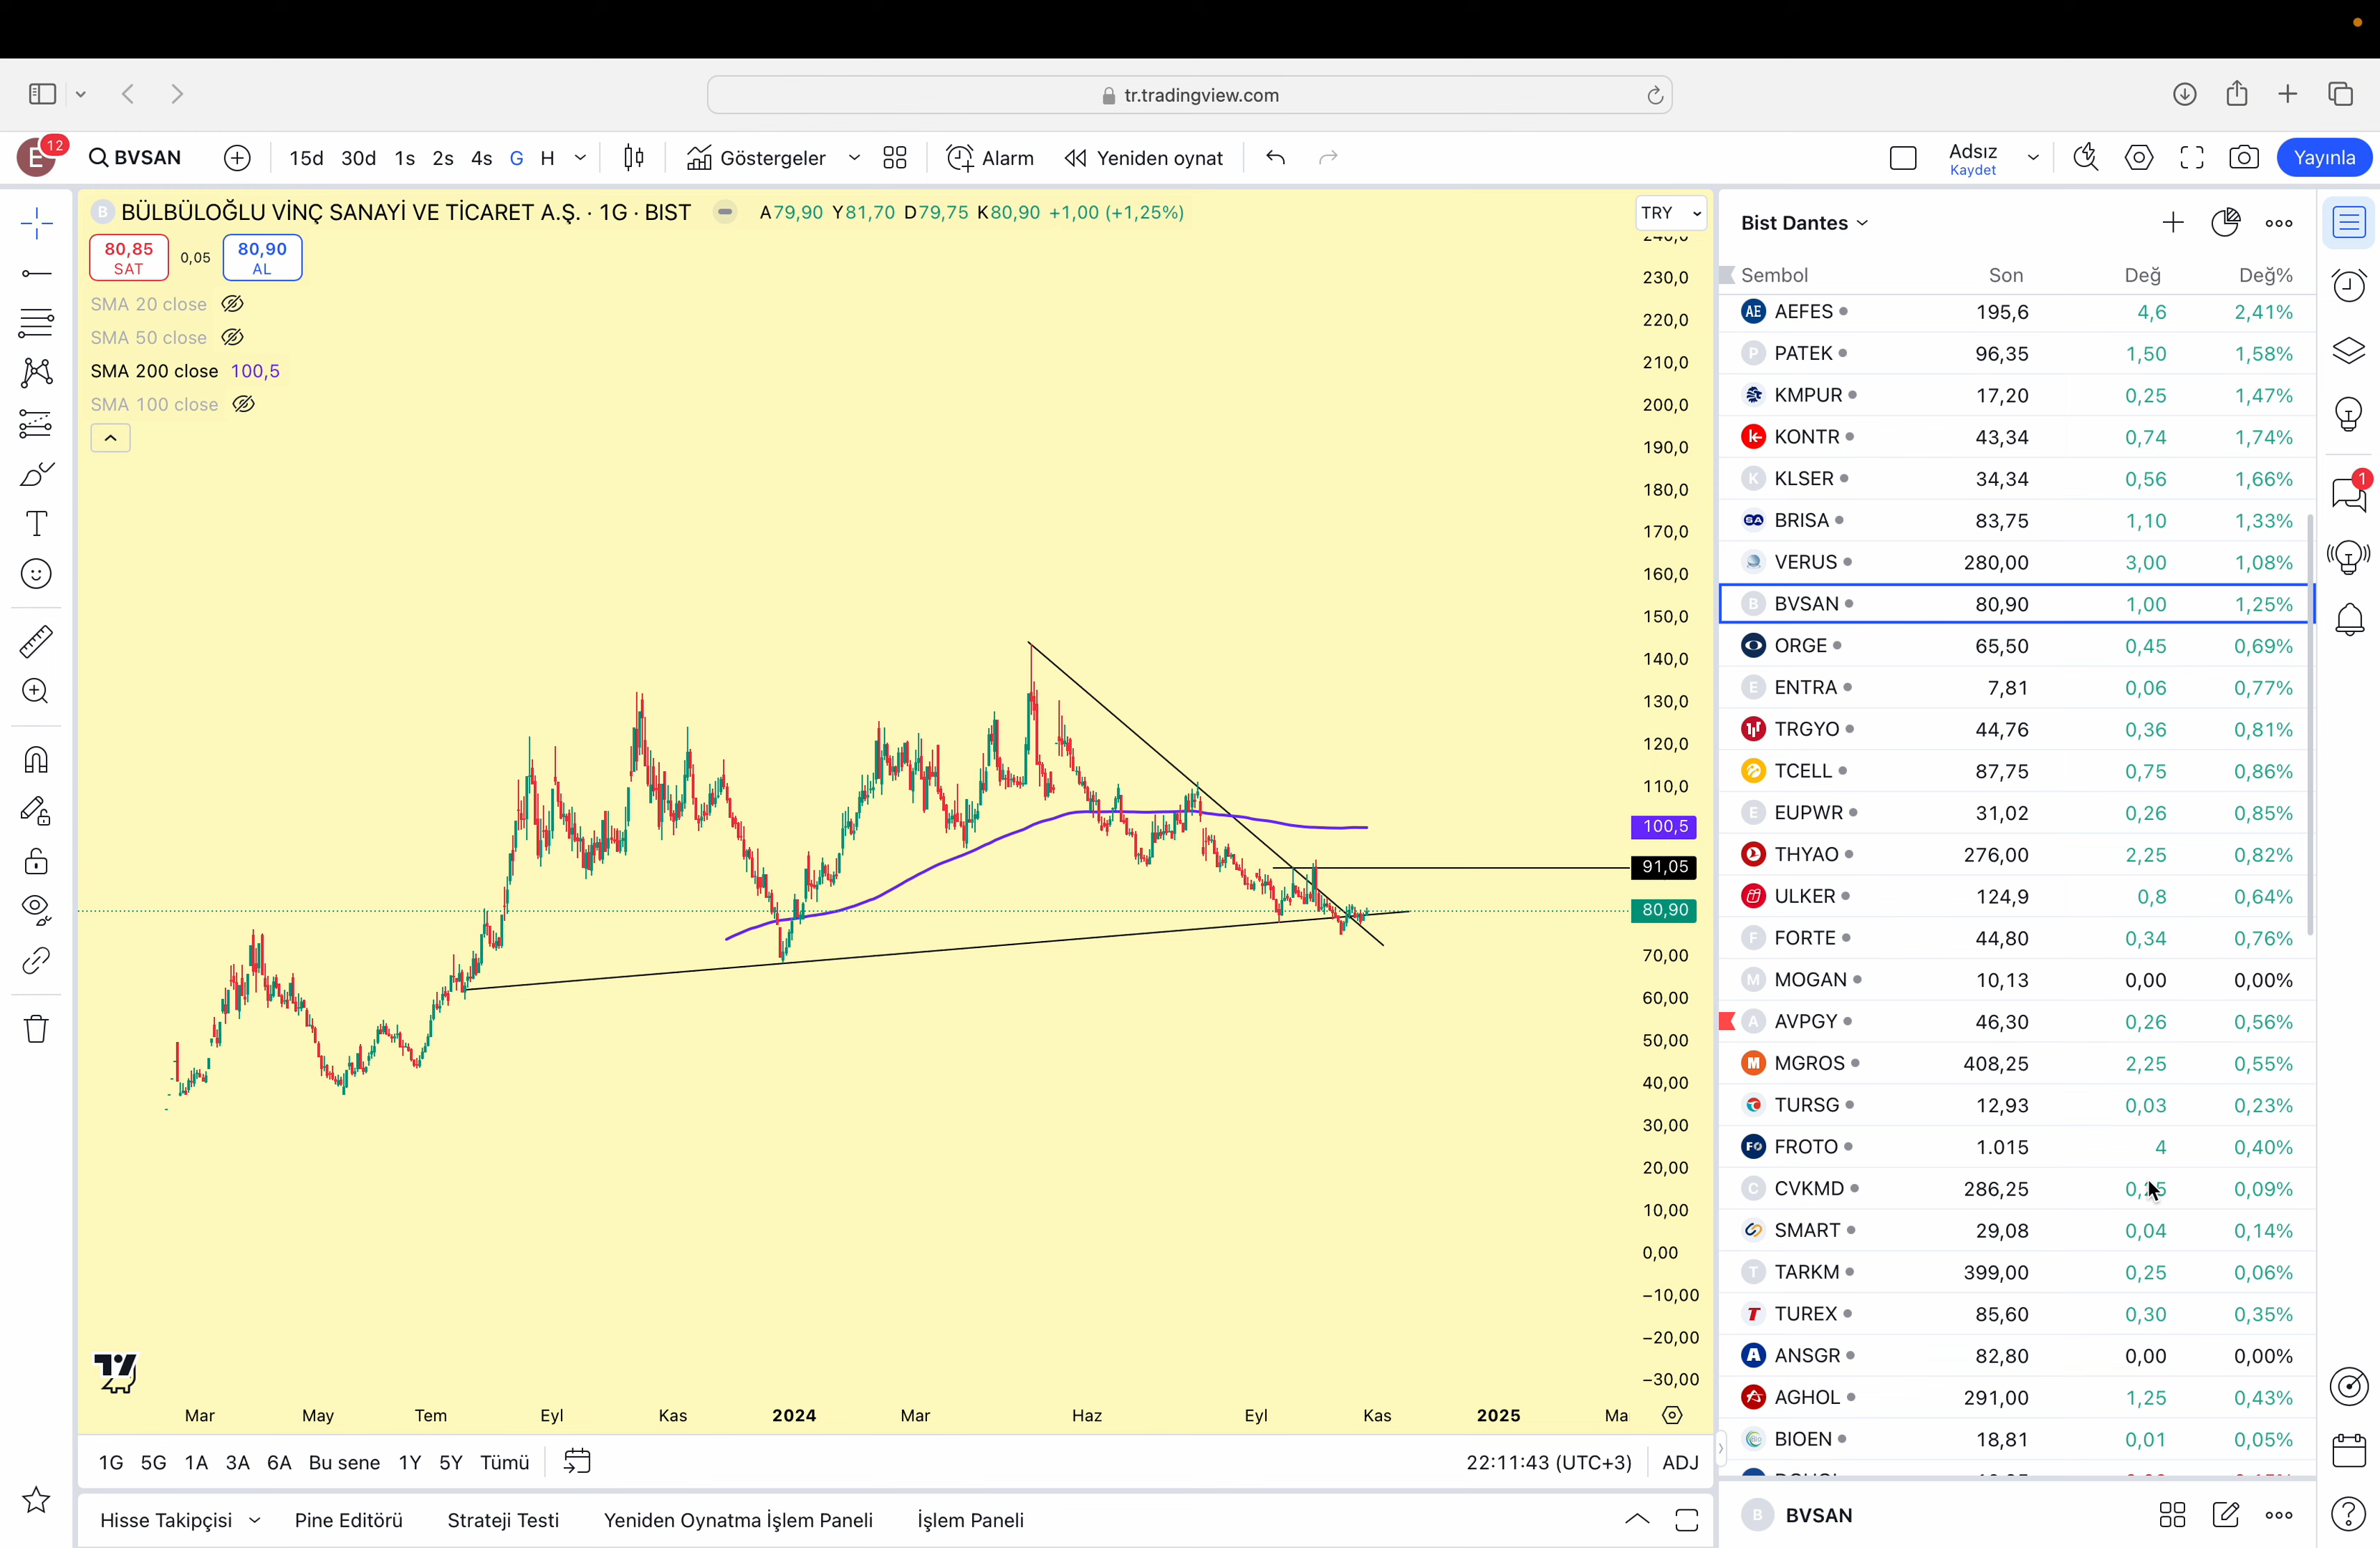 tr.tradingview.com
E 12 BVSAN 15d 30d 1s 2s 4s G H Göstergeler Alarm Yeniden oynat Adsız Kaydet Yayınla
B BÜLBÜLOĞLU VİNÇ SANAYİ VE TİCARET A.Ş. · 1G · BIST A79,90 Y81,70 D79,75 K80,90 +1,00 (+1,25%)
TRY
80,85 SAT 0,05 80,90 AL
SMA 20 close
SMA 50 close
SMA 200 close 100,5
SMA 100 close
230,0
220,0
210,0
200,0
190,0
180,0
170,0
160,0
150,0
140,0
130,0
120,0
110,0
100,5
91,05
80,90
70,00
60,00
50,00
40,00
30,00
20,00
10,00
0,00
−10,00
−20,00
−30,00
Mar May Tem Eyl Kas 2024 Mar Haz Eyl Kas 2025 Ma
1G 5G 1A 3A 6A Bu sene 1Y 5Y Tümü 22:11:43 (UTC+3) ADJ
Hisse Takipçisi Pine Editörü Strateji Testi Yeniden Oynatma İşlem Paneli İşlem Paneli
Bist Dantes
Sembol Son Değ Değ%
AE AEFES 195,6 4,6 2,41%
P PATEK 96,35 1,50 1,58%
KMPUR 17,20 0,25 1,47%
KONTR 43,34 0,74 1,74%
K KLSER 34,34 0,56 1,66%
BRISA 83,75 1,10 1,33%
VERUS 280,00 3,00 1,08%
B BVSAN 80,90 1,00 1,25%
ORGE 65,50 0,45 0,69%
E ENTRA 7,81 0,06 0,77%
TRGYO 44,76 0,36 0,81%
TCELL 87,75 0,75 0,86%
E EUPWR 31,02 0,26 0,85%
THYAO 276,00 2,25 0,82%
ULKER 124,9 0,8 0,64%
F FORTE 44,80 0,34 0,76%
M MOGAN 10,13 0,00 0,00%
A AVPGY 46,30 0,26 0,56%
M MGROS 408,25 2,25 0,55%
TURSG 12,93 0,03 0,23%
FO FROTO 1.015 4 0,40%
C CVKMD 286,25 0,25 0,09%
SMART 29,08 0,04 0,14%
T TARKM 399,00 0,25 0,06%
T TUREX 85,60 0,30 0,35%
A ANSGR 82,80 0,00 0,00%
AGHOL 291,00 1,25 0,43%
BIOEN 18,81 0,01 0,05%
B BVSAN
1